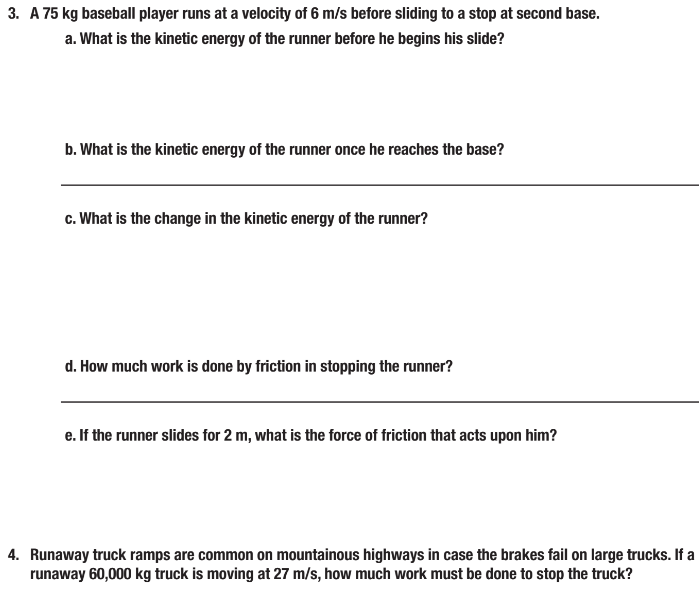 3. A 75 kg baseball player runs at a velocity of 6 m/s before sliding to a stop at second base.
a. What is the kinetic energy of the runner before he begins his slide?
b. What is the kinetic energy of the runner once he reaches the base?
c. What is the change in the kinetic energy of the runner?
d. How much work is done by friction in stopping the runner?
e. If the runner slides for 2 m, what is the force of friction that acts upon him?
4. Runaway truck ramps are common on mountainous highways in case the brakes fail on large trucks. If a
runaway 60,000 kg truck is moving at 27 m/s, how much work must be done to stop the truck?